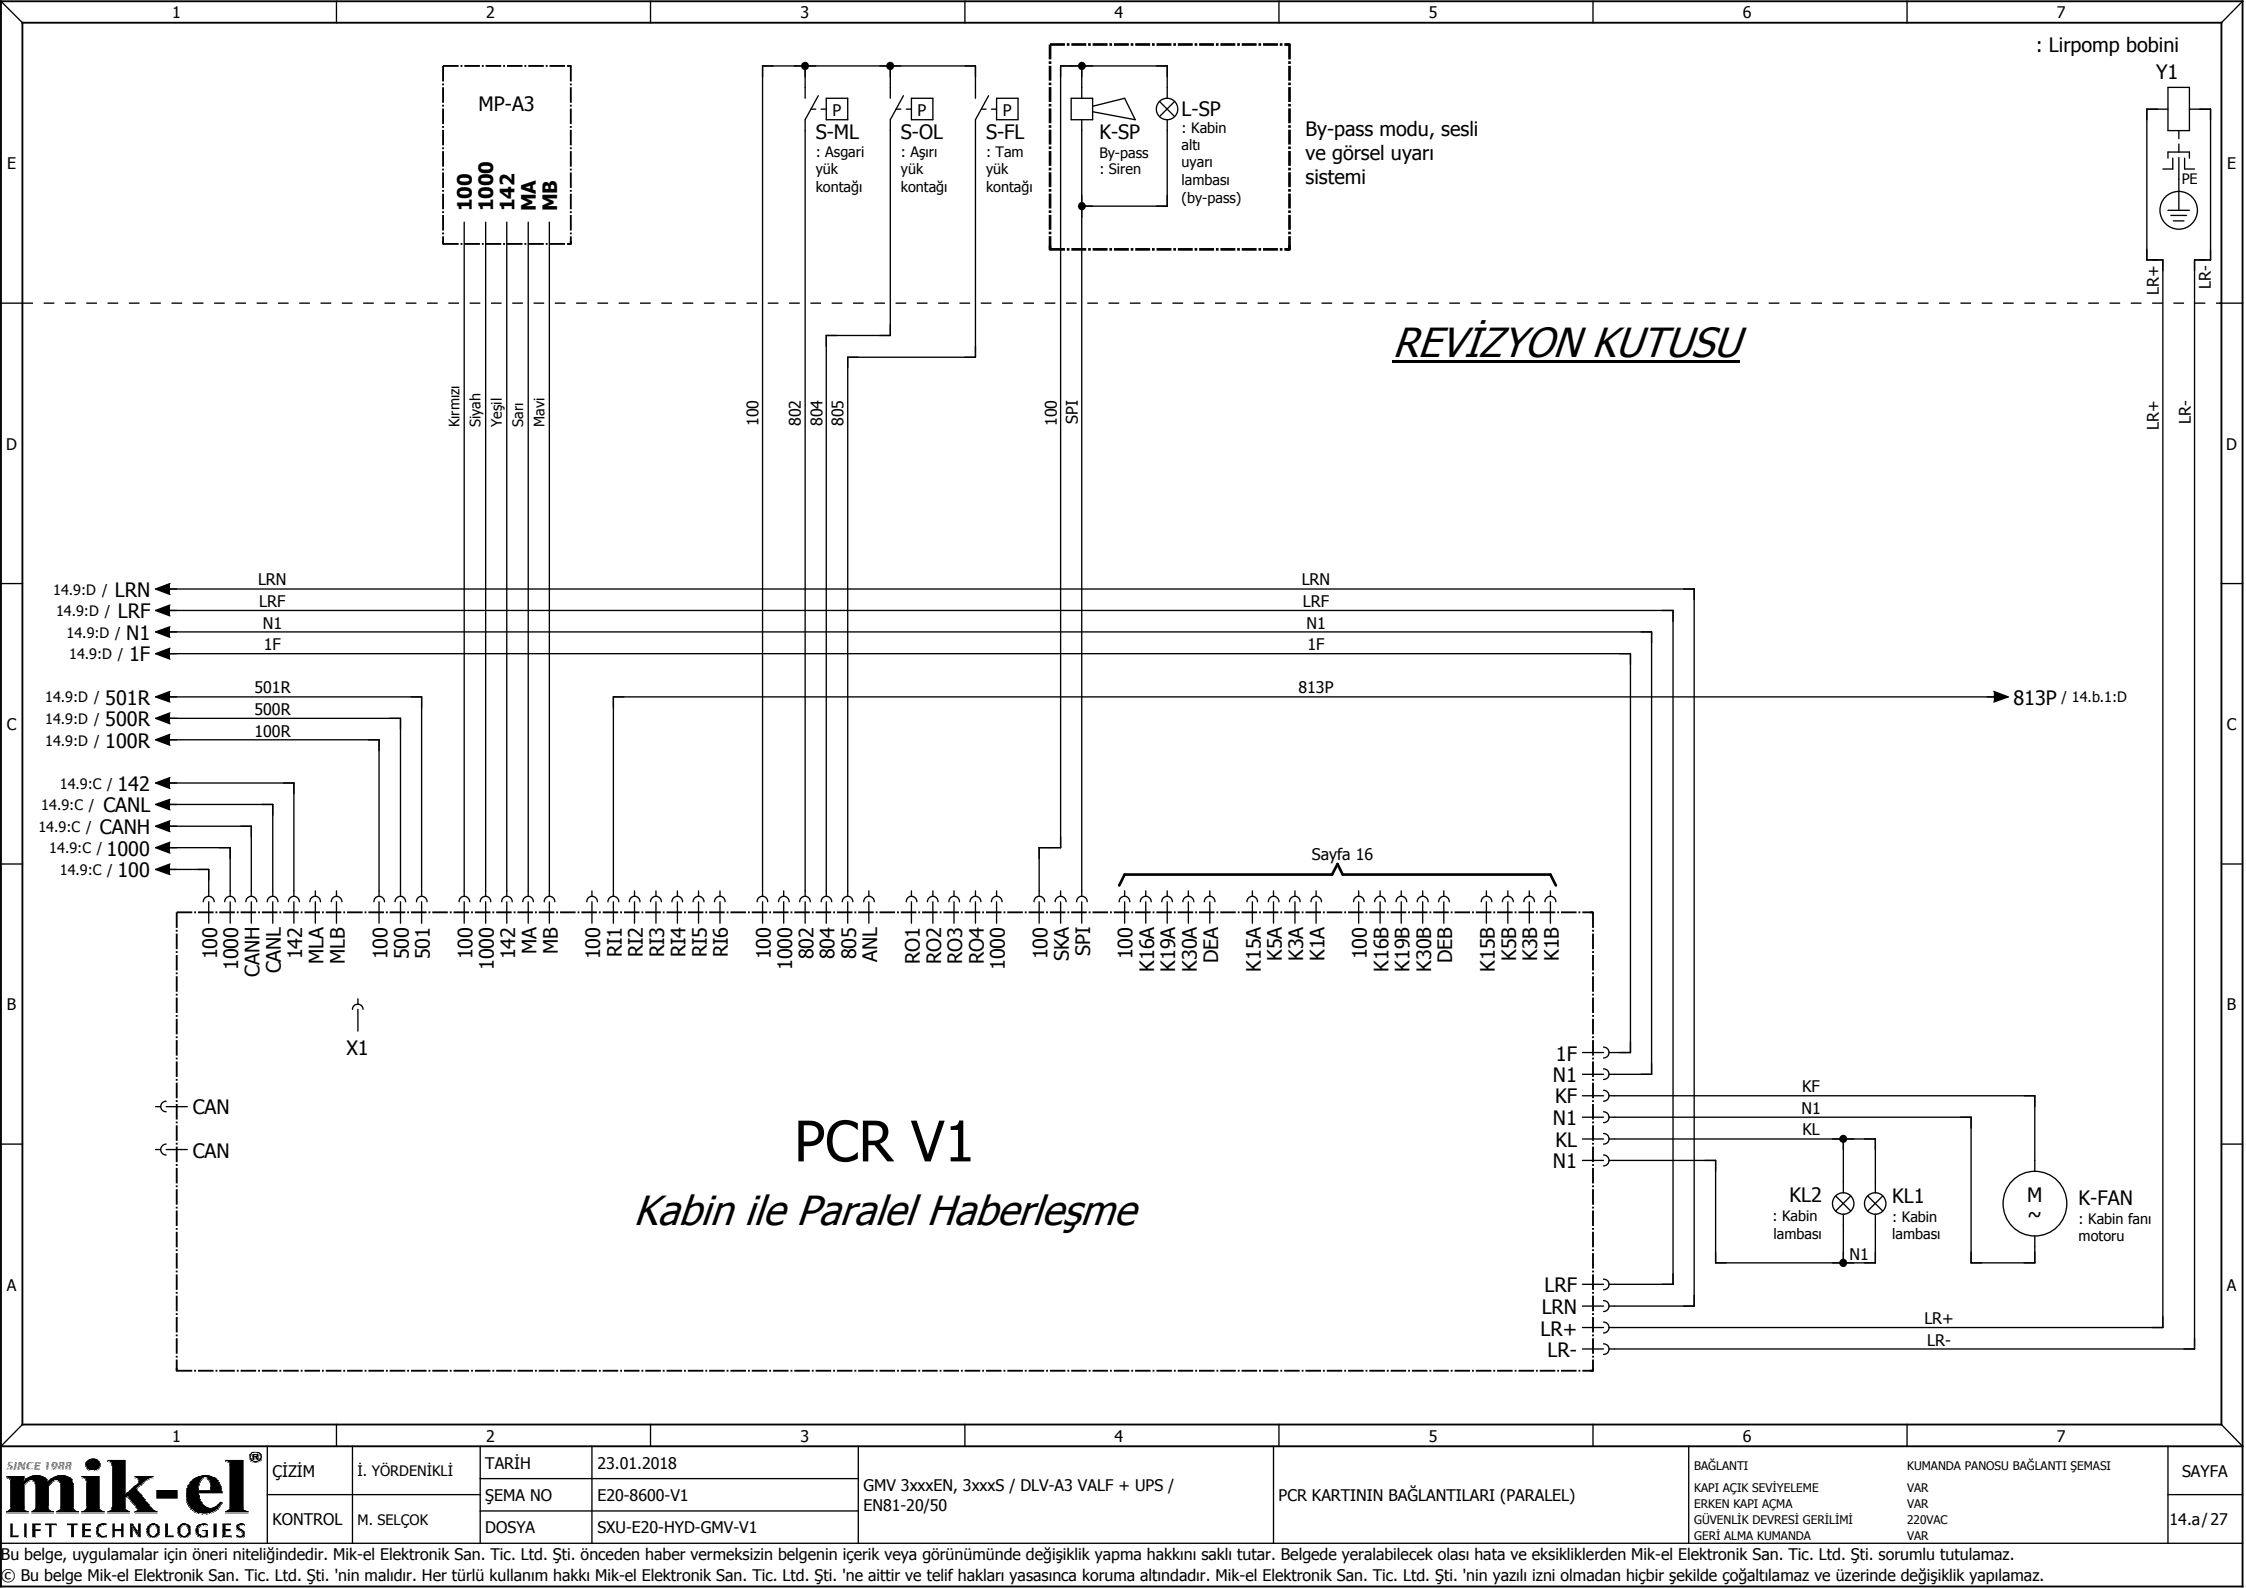 1 2 3 4 5 6 7
: Lirpomp bobini
Y1
MP-A3
100
1000
142
MA
MB
P
S-ML
: Asgari
yük
kontağı
P
S-OL
: Aşırı
yük
kontağı
P
S-FL
: Tam
yük
kontağı
K-SP
By-pass
: Siren
L-SP
: Kabin
altı
uyarı
lambası
(by-pass)
By-pass modu, sesli
ve görsel uyarı
sistemi
PE
LR+
LR-
E
E
REVİZYON KUTUSU
Kırmızı
Siyah
Yeşil
Sarı
Mavi
100
802
804
805
100
SPI
LR+
LR-
D
D
14.9:D / LRN
LRN
LRN
14.9:D / LRF
LRF
LRF
14.9:D / N1
N1
N1
14.9:D / 1F
1F
1F
14.9:D / 501R
501R
813P
813P / 14.b.1:D
14.9:D / 500R
500R
14.9:D / 100R
100R
C
C
14.9:C / 142
14.9:C / CANL
14.9:C / CANH
14.9:C / 1000
14.9:C / 100
Sayfa 16
100
1000
CANH
CANL
142
MLA
MLB
100
500
501
100
1000
142
MA
MB
100
RI1
RI2
RI3
RI4
RI5
RI6
100
1000
802
804
805
ANL
RO1
RO2
RO3
RO4
1000
100
SKA
SPI
100
K16A
K19A
K30A
DEA
K15A
K5A
K3A
K1A
100
K16B
K19B
K30B
DEB
K15B
K5B
K3B
K1B
B
B
X1
CAN
CAN
PCR V1
Kabin ile Paralel Haberleşme
1F
N1
KF
N1
KL
N1
KF
N1
KL
KL2
: Kabin
lambası
KL1
: Kabin
lambası
N1
M
~
K-FAN
: Kabin fanı
motoru
LRF
LRN
LR+
LR-
LR+
LR-
A
A
1 2 3 4 5 6 7
SINCE 1988
mik-el®
LIFT TECHNOLOGIES
ÇİZİM
İ. YÖRDENİKLİ
KONTROL
M. SELÇOK
TARİH
23.01.2018
ŞEMA NO
E20-8600-V1
DOSYA
SXU-E20-HYD-GMV-V1
GMV 3xxxEN, 3xxxS / DLV-A3 VALF + UPS /
EN81-20/50
PCR KARTININ BAĞLANTILARI (PARALEL)
BAĞLANTI KUMANDA PANOSU BAĞLANTI ŞEMASI
KAPI AÇIK SEVİYELEME VAR
ERKEN KAPI AÇMA VAR
GÜVENLİK DEVRESİ GERİLİMİ 220VAC
GERİ ALMA KUMANDA VAR
SAYFA
14.a/27
Bu belge, uygulamalar için öneri niteliğindedir. Mik-el Elektronik San. Tic. Ltd. Şti. önceden haber vermeksizin belgenin içerik veya görünümünde değişiklik yapma hakkını saklı tutar. Belgede yeralabilecek olası hata ve eksikliklerden Mik-el Elektronik San. Tic. Ltd. Şti. sorumlu tutulamaz.
© Bu belge Mik-el Elektronik San. Tic. Ltd. Şti. 'nin malıdır. Her türlü kullanım hakkı Mik-el Elektronik San. Tic. Ltd. Şti. 'ne aittir ve telif hakları yasasınca koruma altındadır. Mik-el Elektronik San. Tic. Ltd. Şti. 'nin yazılı izni olmadan hiçbir şekilde çoğaltılamaz ve üzerinde değişiklik yapılamaz.